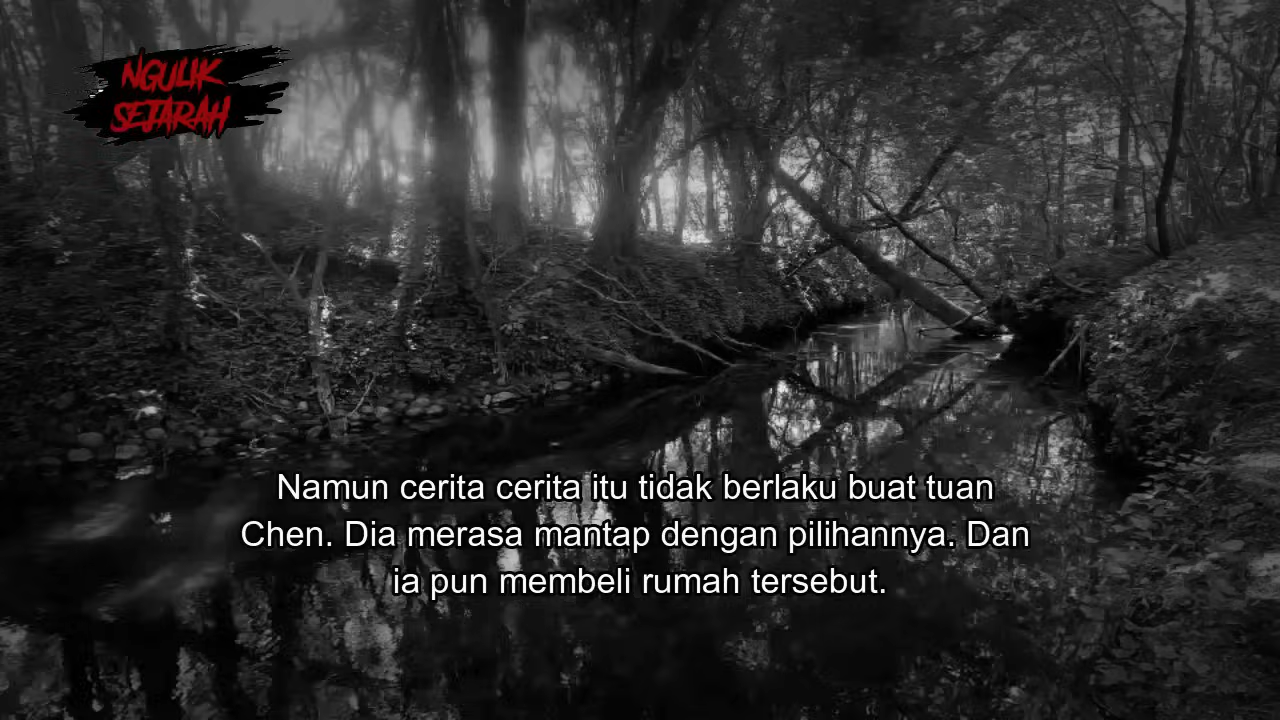 NGULIK
SEJARAH
Namun cerita cerita itu tidak berlaku buat tuan
Chen. Dia merasa mantap dengan pilihannya. Dan
ia pun membeli rumah tersebut.